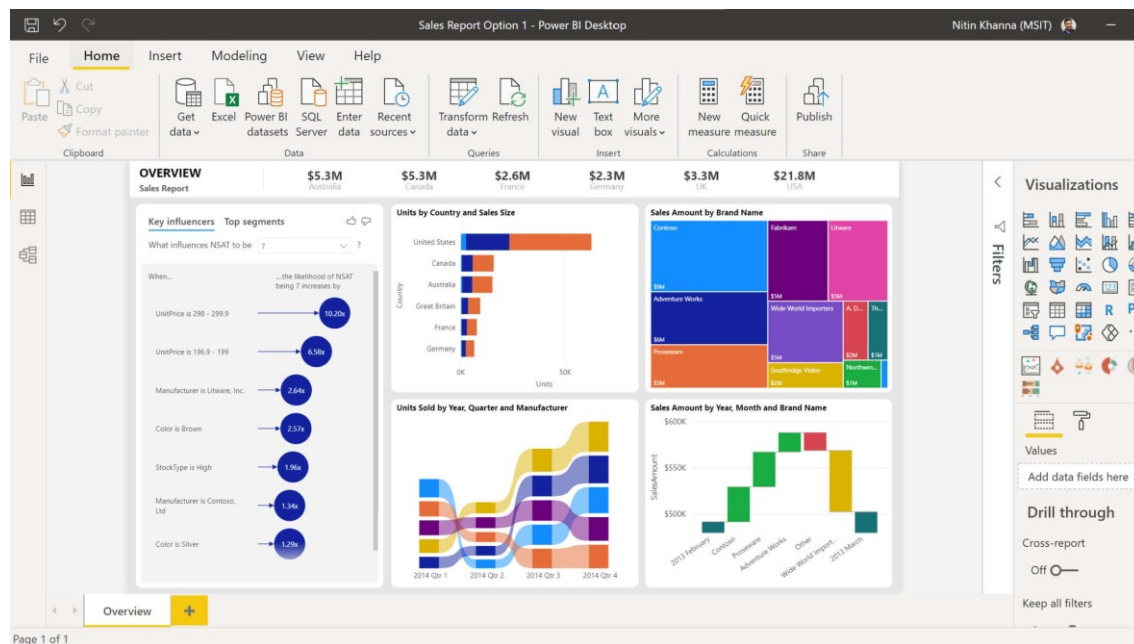 Sales Report Option 1 - Power BI Desktop
Nitin Khanna (MSIT)
File Home Insert Modeling View Help
Paste
Cut
Copy
Format painter
Get data
Excel
Power BI datasets
SQL Server
Enter data
Recent sources
Transform data
Refresh
New visual
Text box
More visuals
New measure
Quick measure
Publish
Clipboard
Data
Queries
Insert
Calculations
Share
OVERVIEW
Sales Report
$5.3M
Australia
$5.3M
Canada
$2.6M
France
$2.3M
Germany
$3.3M
UK
$21.8M
USA
Key influencers Top segments
What influences NSAT to be 7 ?
When...
...the likelihood of NSAT
being 7 increases by
UnitPrice is 298 - 299.9
10.20x
UnitPrice is 196.9 - 199
6.58x
Manufacturer is Litware, Inc.
2.64x
Color is Brown
2.57x
StockType is High
1.96x
Manufacturer is Contoso,
Ltd
1.34x
Color is Silver
1.29x
Units by Country and Sales Size
Country
United States
Canada
Australia
Great Britain
France
Germany
0K 50K
Units
Sales Amount by Brand Name
Contoso
$9M
Adventure Works
$6M
Proseware
$5M
Fabrikam
$5M
Litware
$5M
Wide World Importers
$5M
A. D...
$3M
Th...
$1M
Southridge Video
$2M
Northwin...
$1M
Units Sold by Year, Quarter and Manufacturer
2014 Qtr 1 2014 Qtr 2 2014 Qtr 3 2014 Qtr 4
Sales Amount by Year, Month and Brand Name
SalesAmount
$600K
$550K
$500K
2013 February
Contoso
Proseware
Adventure Works
Other
Wide World Import...
2013 March
Filters
Visualizations
123
R
Values
Add data fields here
Drill through
Cross-report
Off
Keep all filters
Overview
Page 1 of 1